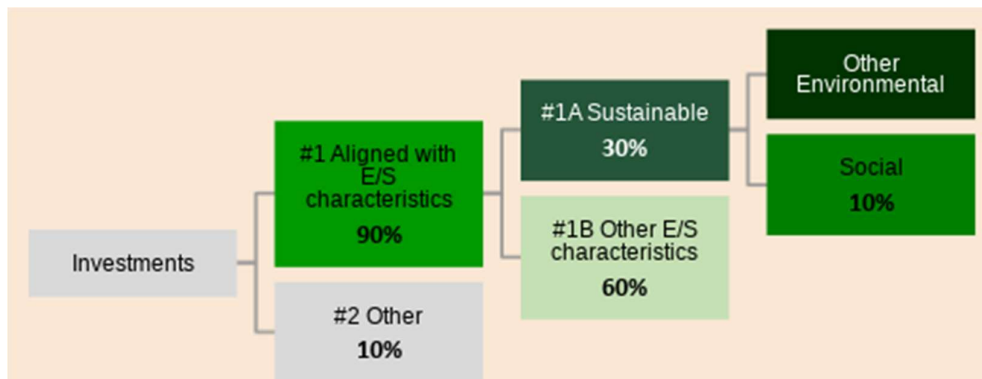 Investments
#1 Aligned with
E/S
characteristics
90%
#2 Other
10%
#1A Sustainable
30%
#1B Other E/S
characteristics
60%
Other
Environmental
Social
10%